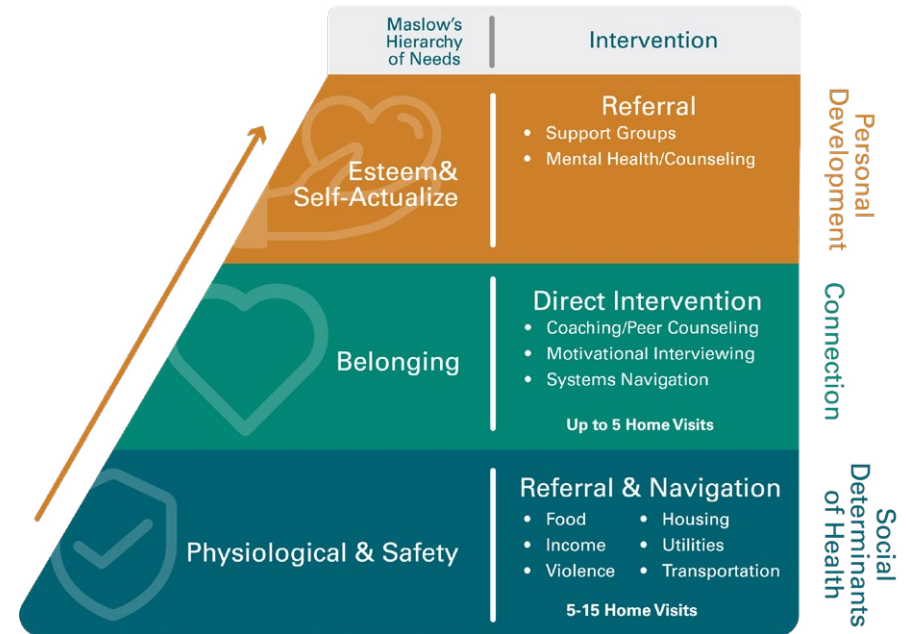 Maslow's
Hierarchy
of Needs
Intervention
Esteem&
Self-Actualize
Referral
• Support Groups
• Mental Health/Counseling
Personal
Development
Belonging
Direct Intervention
• Coaching/Peer Counseling
• Motivational Interviewing
• Systems Navigation
Up to 5 Home Visits
Connection
Physiological & Safety
Referral & Navigation
• Food • Housing
• Income • Utilities
• Violence • Transportation
5-15 Home Visits
Social
Determinants
of Health